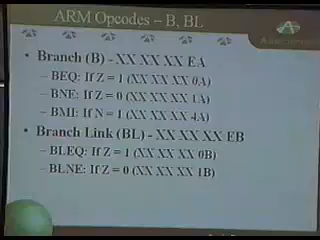 ARM Opcodes – B, BL
• Branch (B) - XX XX XX EA
– BEQ: If Z = 1 (XX XX XX 0A)
– BNE: If Z = 0 (XX XX XX 1A)
– BMI: If N = 1 (XX XX XX 4A)
• Branch Link (BL) - XX XX XX EB
– BLEQ: If Z = 1 (XX XX XX 0B)
– BLNE: If Z = 0 (XX XX XX 1B)